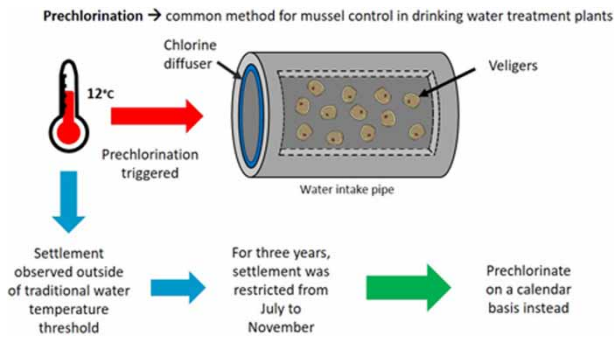 Prechlorination → common method for mussel control in drinking water treatment plants
Chlorine
diffuser
Veligers
12°C
Prechlorination
triggered
Water intake pipe
Settlement
observed outside
of traditional water
temperature
threshold
For three years,
settlement was
restricted from
July to
November
Prechlorinate
on a calendar
basis instead